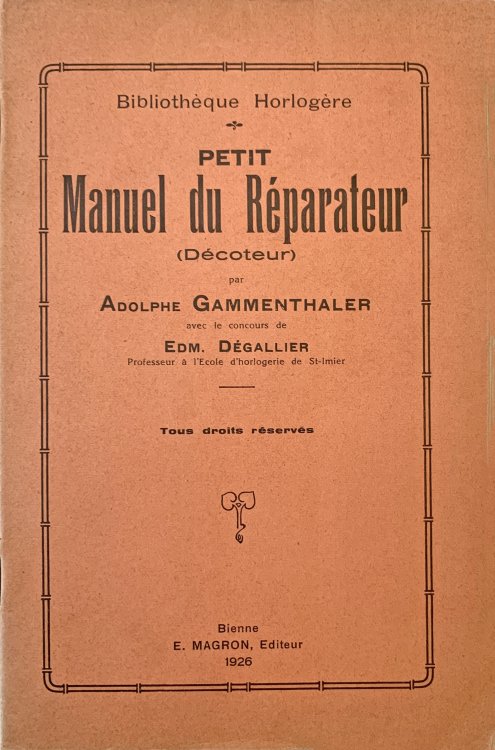 Bibliothèque Horlogère
PETIT
Manuel du Réparateur
(Décoteur)
par
ADOLPHE GAMMENTHALER
avec le concours de
EDM. DÉGALLIER
Professeur à l'Ecole d'horlogerie de St-Imier
Tous droits réservés
Bienne
E. MAGRON, Editeur
1926